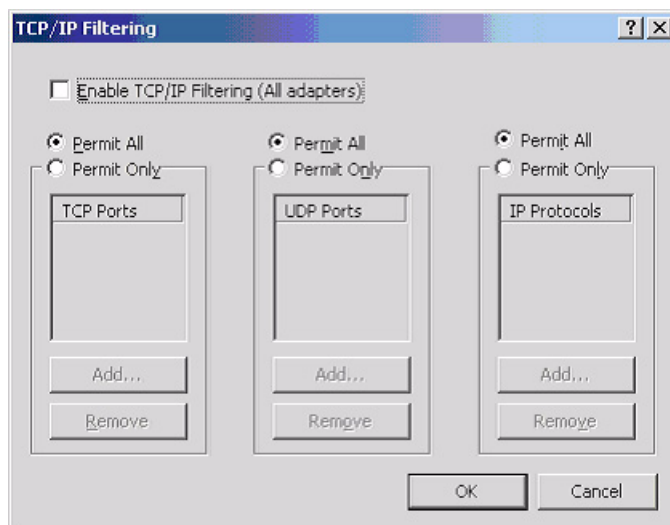 TCP/IP Filtering
Enable TCP/IP Filtering (All adapters)
Permit All
Permit Only
TCP Ports
Add...
Remove
Permit All
Permit Only
UDP Ports
Add...
Remove
Permit All
Permit Only
IP Protocols
Add...
Remove
OK
Cancel